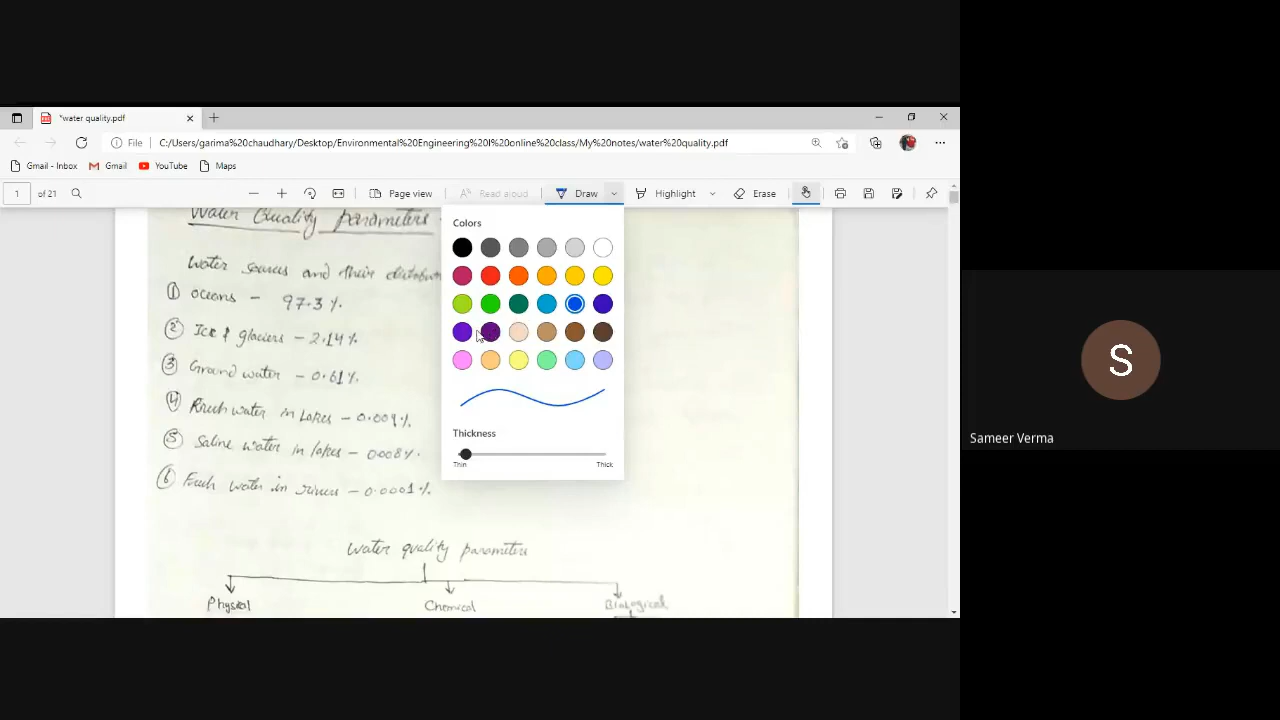 *water quality.pdf
File
C:/Users/garima%20chaudhary/Desktop/Environmental%20Engineering%20I%20online%20class/My%20notes/water%20quality.pdf
Gmail - Inbox
Gmail
YouTube
Maps
1 of 21
Page view
Read aloud
Draw
Highlight
Erase
Water Quality parameters
Colors
Water sources and their
① Oceans - 97.3 %.
② Ice & glaciers - 2.14 %
③ Ground water - 0.61 %
④ Fresh water in Lakes - 0.009 %.
⑤ Saline water in lakes - 0.008 %.
⑥ Fresh water in rivers - 0.0001 %.
Thickness
Thin
Thick
Water quality parameters
Physical
Chemical
Biological
S
Sameer Verma